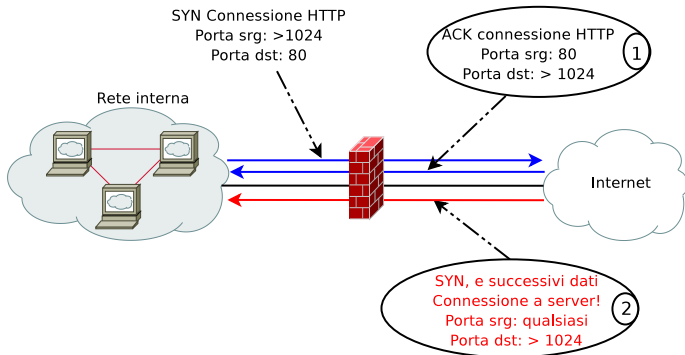 SYN Connessione HTTP
Porta srg: >1024
Porta dst: 80
ACK connessione HTTP
Porta srg: 80
Porta dst: > 1024
1
Rete interna
Internet
SYN, e successivi dati
Connessione a server!
Porta srg: qualsiasi
Porta dst: > 1024
2